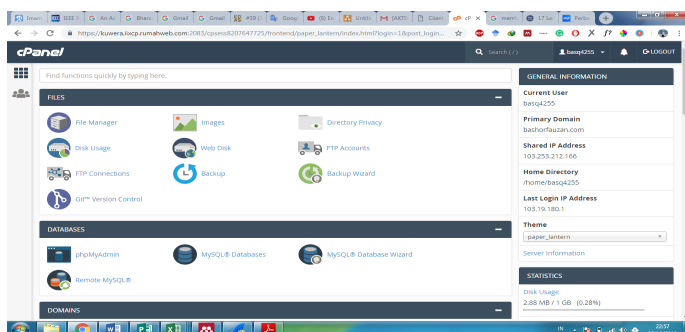 G Gmail
G Gmail
https://kuwera.iixcp.rumahweb.com:2083/cpsess8207647725/frontend/paper_lantern/index.html?login=1&post_login...
cPanel
Search ( / )
basq4255
LOGOUT
Find functions quickly by typing here.
FILES
File Manager
Images
Directory Privacy
Disk Usage
Web Disk
FTP Accounts
FTP Connections
Backup
Backup Wizard
Git™ Version Control
DATABASES
phpMyAdmin
MySQL® Databases
MySQL® Database Wizard
Remote MySQL®
DOMAINS
GENERAL INFORMATION
Current User
basq4255
Primary Domain
bashorfauzan.com
Shared IP Address
103.253.212.166
Home Directory
/home/basq4255
Last Login IP Address
103.19.180.1
Theme
paper_lantern
Server Information
STATISTICS
Disk Usage
2.88 MB / 1 GB (0.28%)
IN
22:57